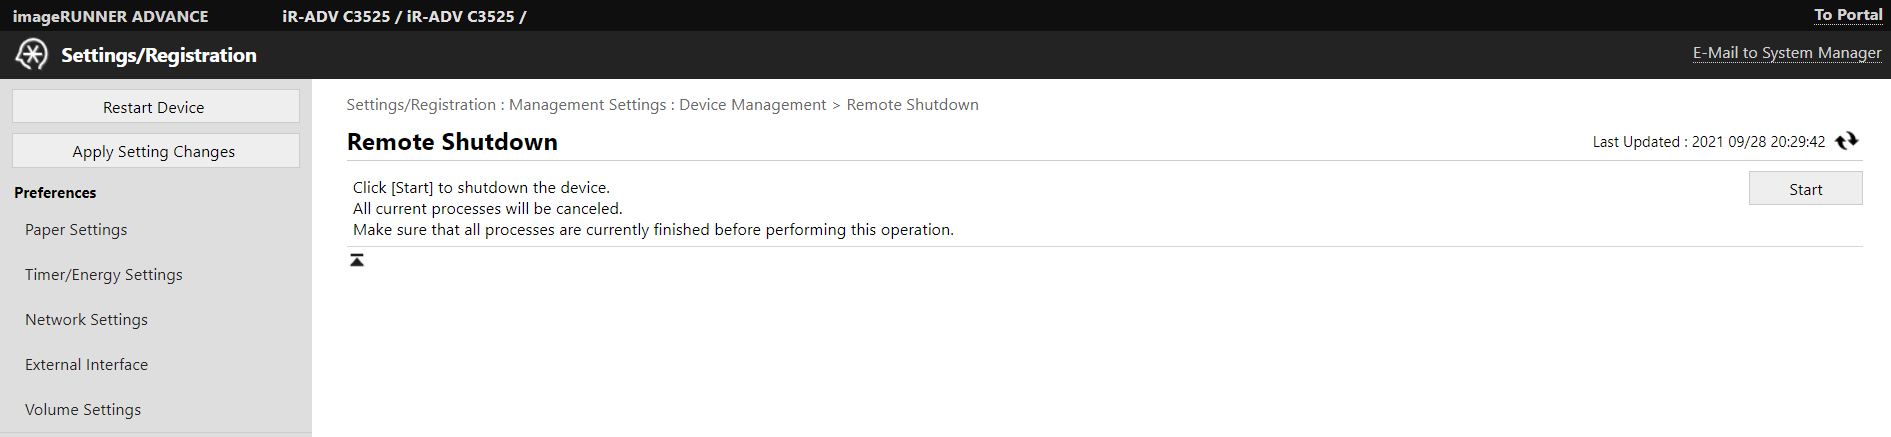 imageRUNNER ADVANCE iR-ADV C3525 / iR-ADV C3525 / To Portal
Settings/Registration E-Mail to System Manager
Restart Device
Apply Setting Changes
Preferences
Paper Settings
Timer/Energy Settings
Network Settings
External Interface
Volume Settings
Settings/Registration : Management Settings : Device Management > Remote Shutdown
Remote Shutdown
Last Updated : 2021 09/28 20:29:42
Click [Start] to shutdown the device.
All current processes will be canceled.
Make sure that all processes are currently finished before performing this operation.
Start